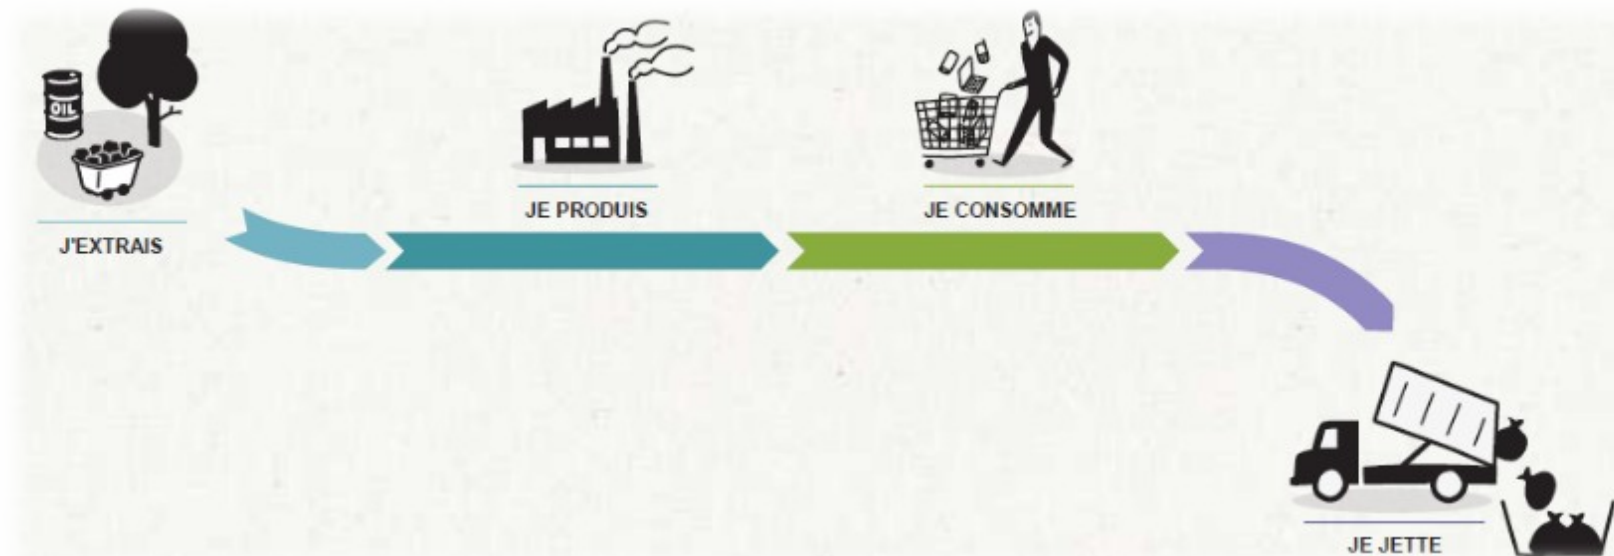 OIL
J'EXTRAIS
JE PRODUIS
JE CONSOMME
JE JETTE